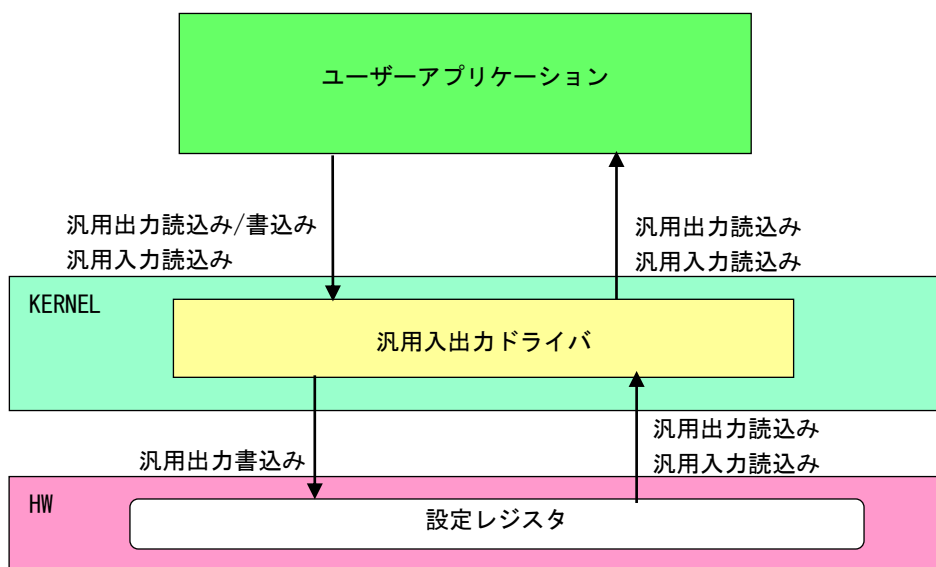 ユーザーアプリケーション
汎用出力読込み/書込み
汎用入力読込み
汎用出力読込み
汎用入力読込み
KERNEL
汎用入出力ドライバ
汎用出力書込み
汎用出力読込み
汎用入力読込み
HW
設定レジスタ